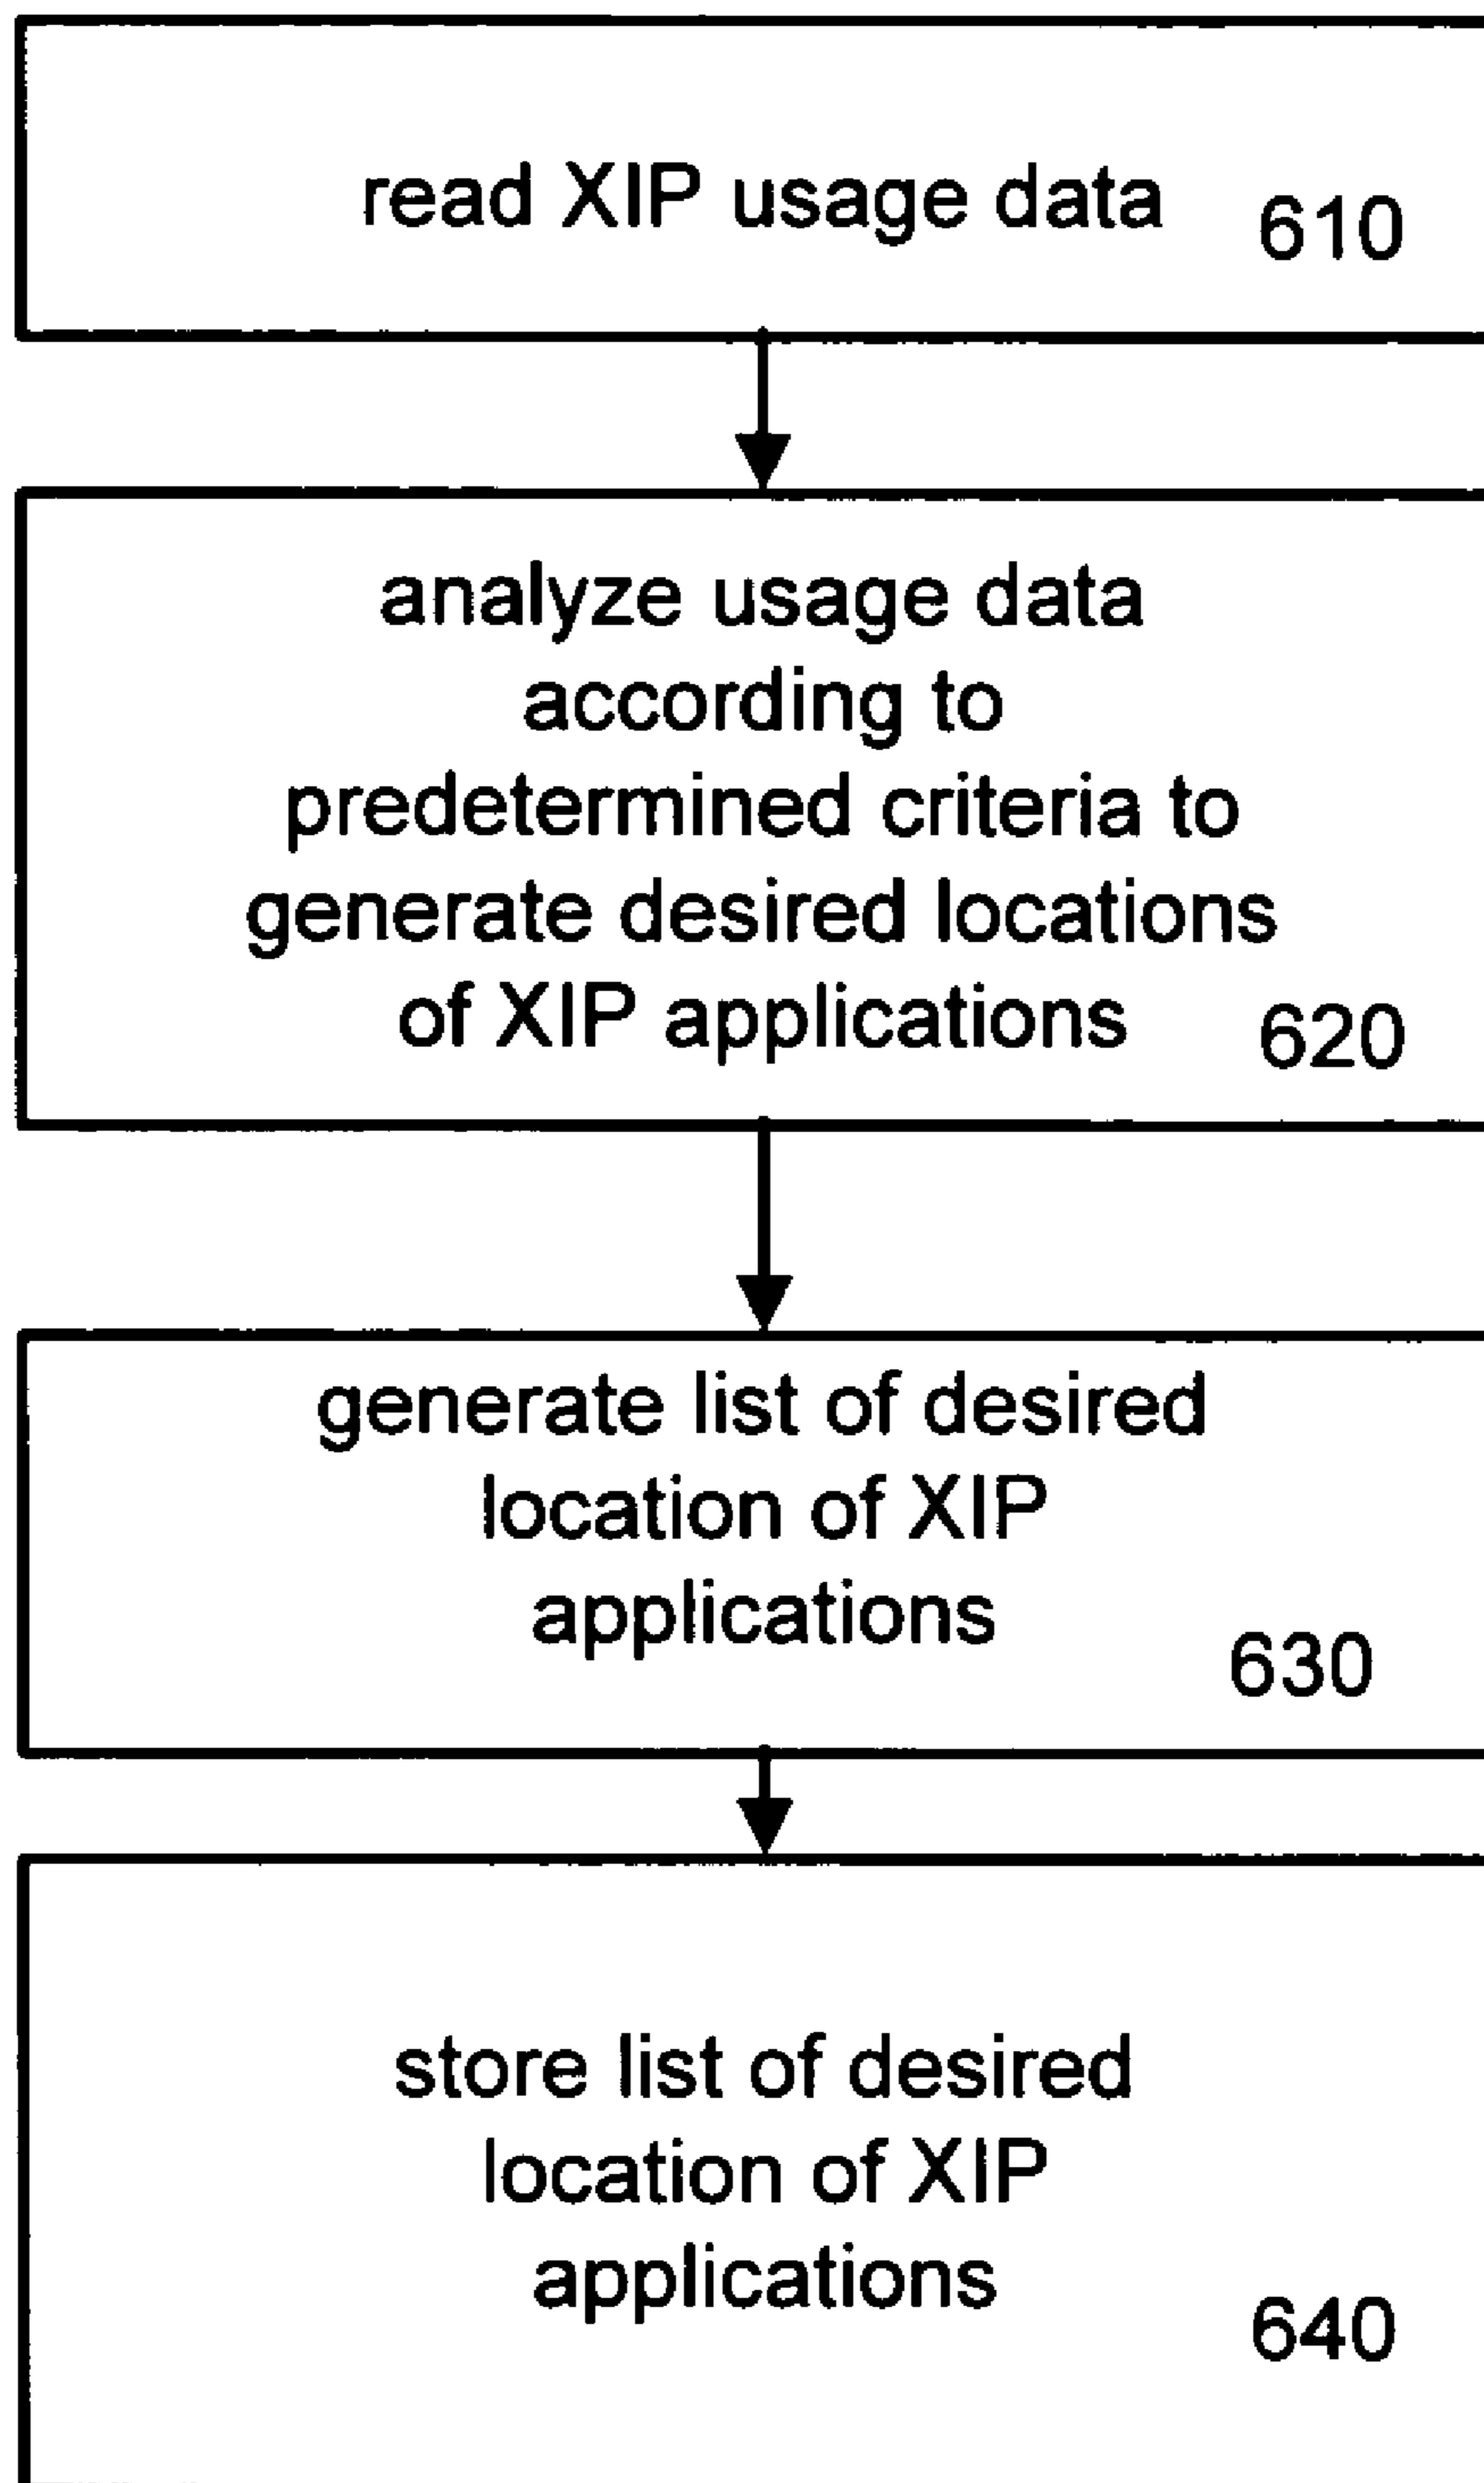 read XIP usage data
610
analyze usage data
according to
predetermined criteria to
generate desired locations
of XIP applications
620
generate list of desired
location of XIP
applications
630
store list of desired
location of XIP
applications
640